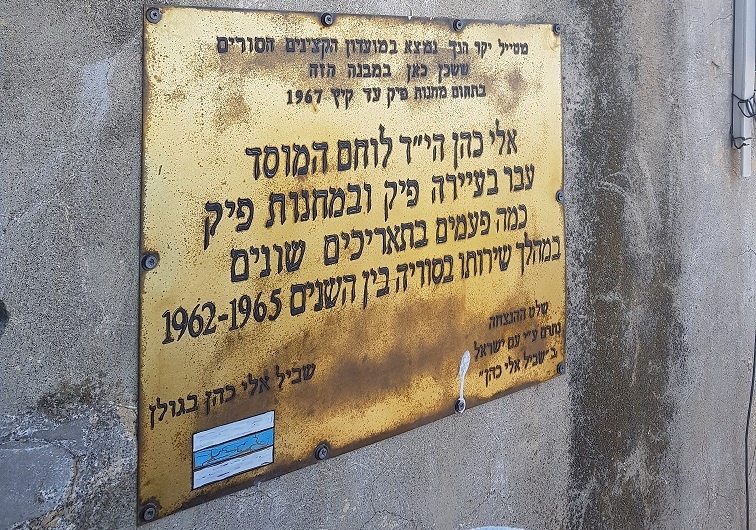 מטייל יקר הנך נמצא במועדון הקצינים הסורים
ששכן כאן במבנה הזה
בתחום מחנות פיק עד קיץ 1967
אלי כהן הי״ד לוחם המוסד
עבר בעיירה פיק ובמחנות פיק
כמה פעמים בתאריכים שונים
במהלך שירותו בסוריה בין השנים 1962-1965
שלט ההנצחה
נתרם ע״י עם ישראל
ב״שביל אלי כהן״
שביל אלי כהן בגולן